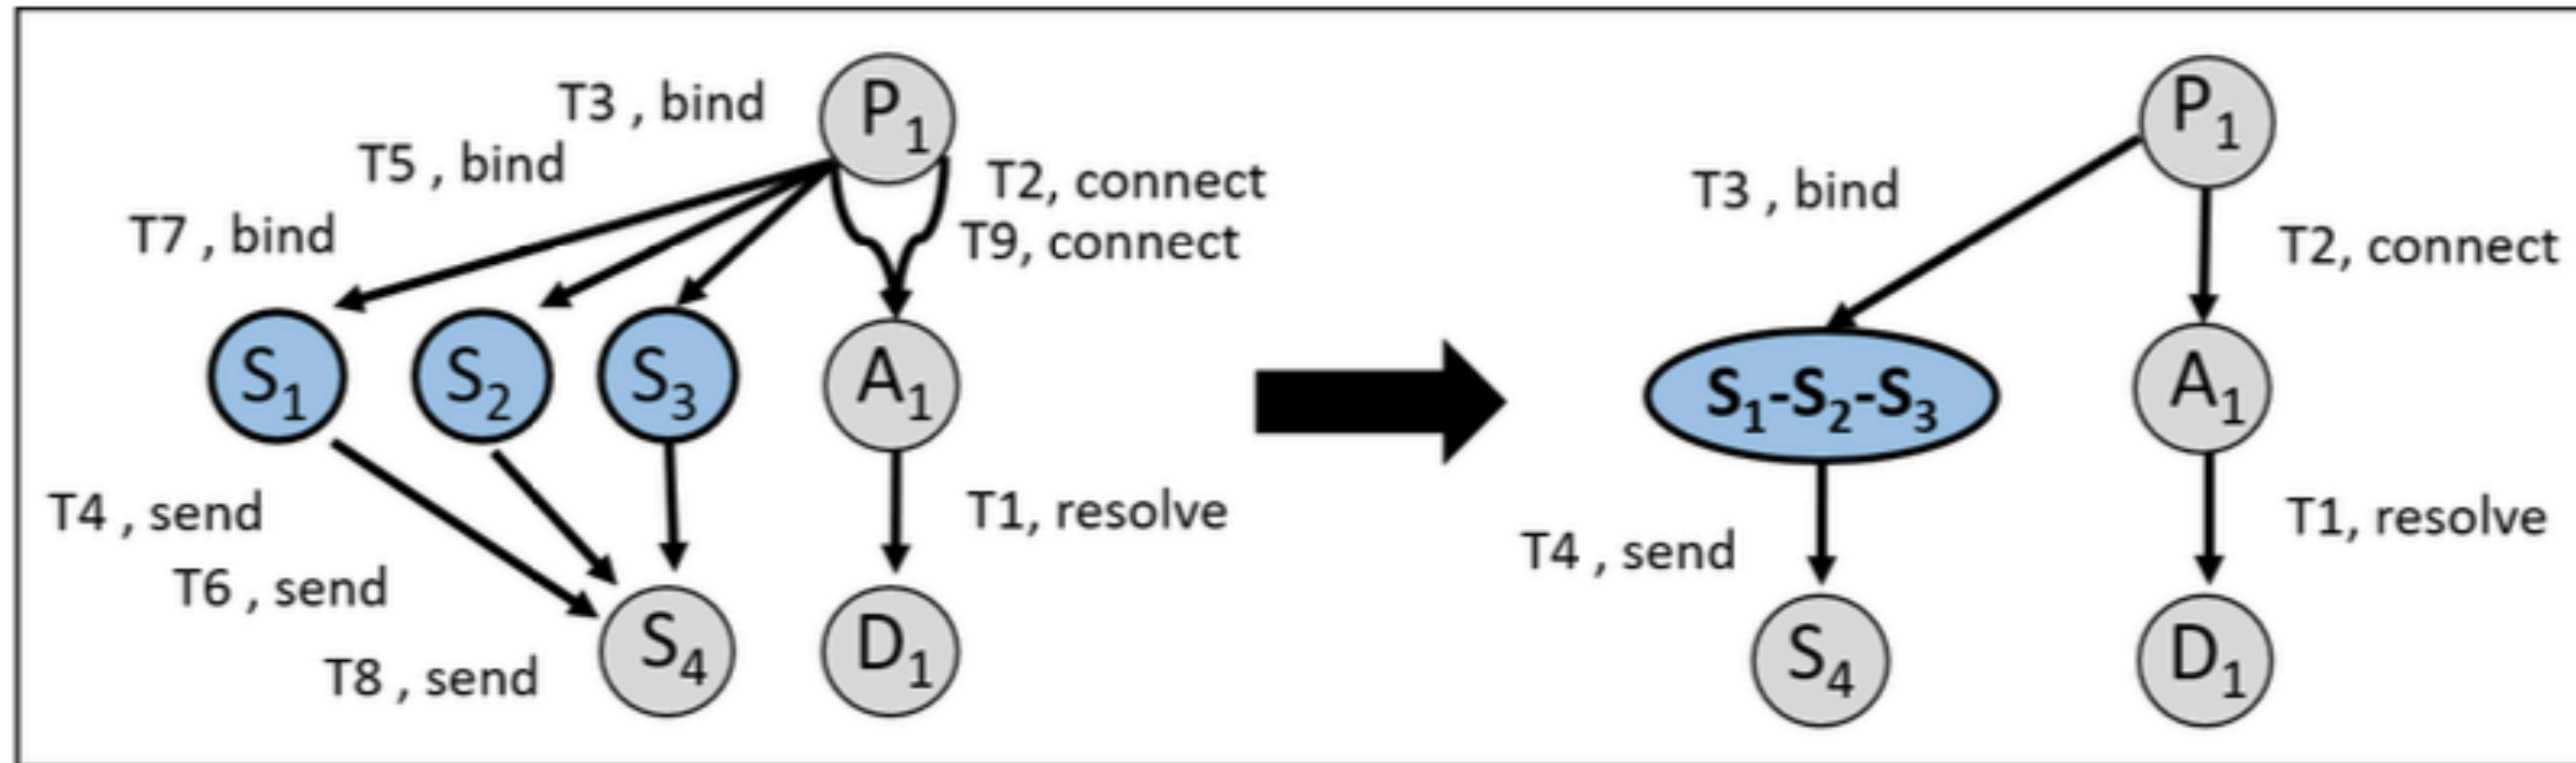 P1
T3 , bind
T5 , bind
T7 , bind
T2, connect
T9, connect
S1
S2
S3
A1
T4 , send
T6 , send
T8 , send
T1, resolve
S4
D1
P1
T3 , bind
T2, connect
S1-S2-S3
A1
T4 , send
T1, resolve
S4
D1